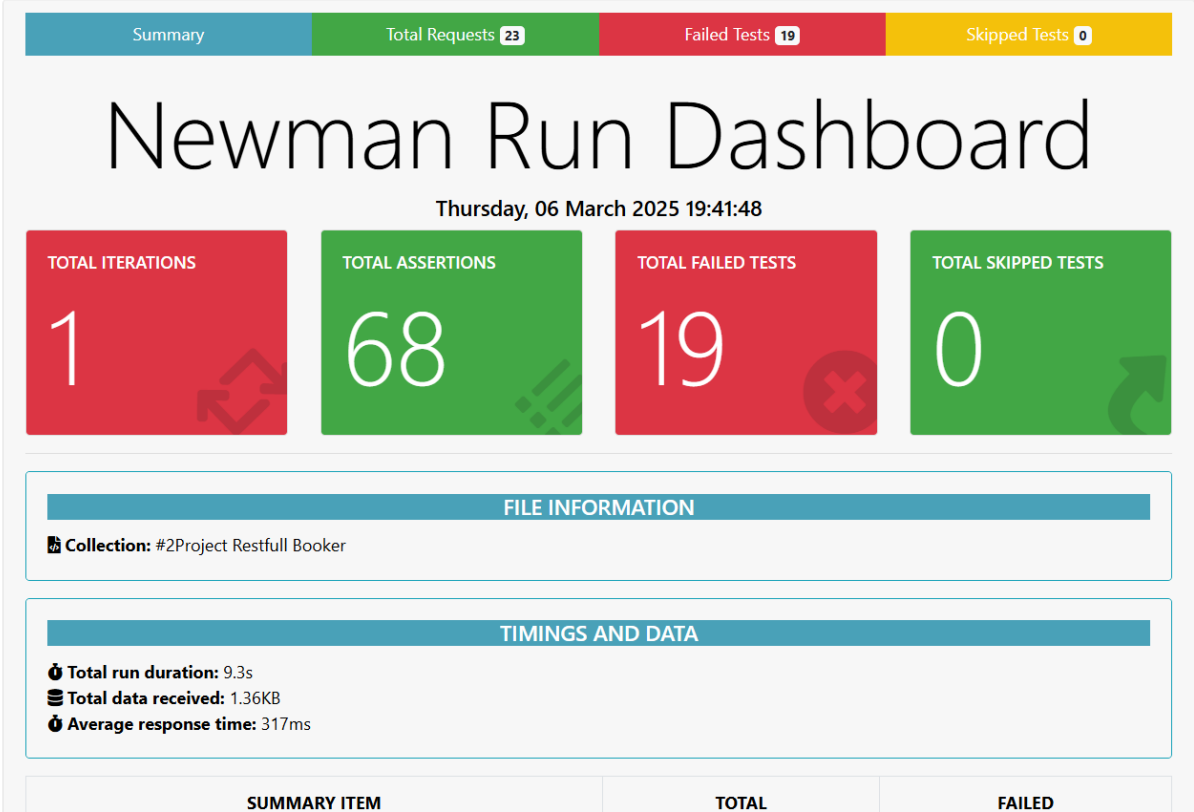 Summary Total Requests 23 Failed Tests 19 Skipped Tests 0
Newman Run Dashboard
Thursday, 06 March 2025 19:41:48
TOTAL ITERATIONS TOTAL ASSERTIONS TOTAL FAILED TESTS TOTAL SKIPPED TESTS
1 68 19 0
FILE INFORMATION
Collection: #2Project Restfull Booker
TIMINGS AND DATA
Total run duration: 9.3s
Total data received: 1.36KB
Average response time: 317ms
SUMMARY ITEM TOTAL FAILED